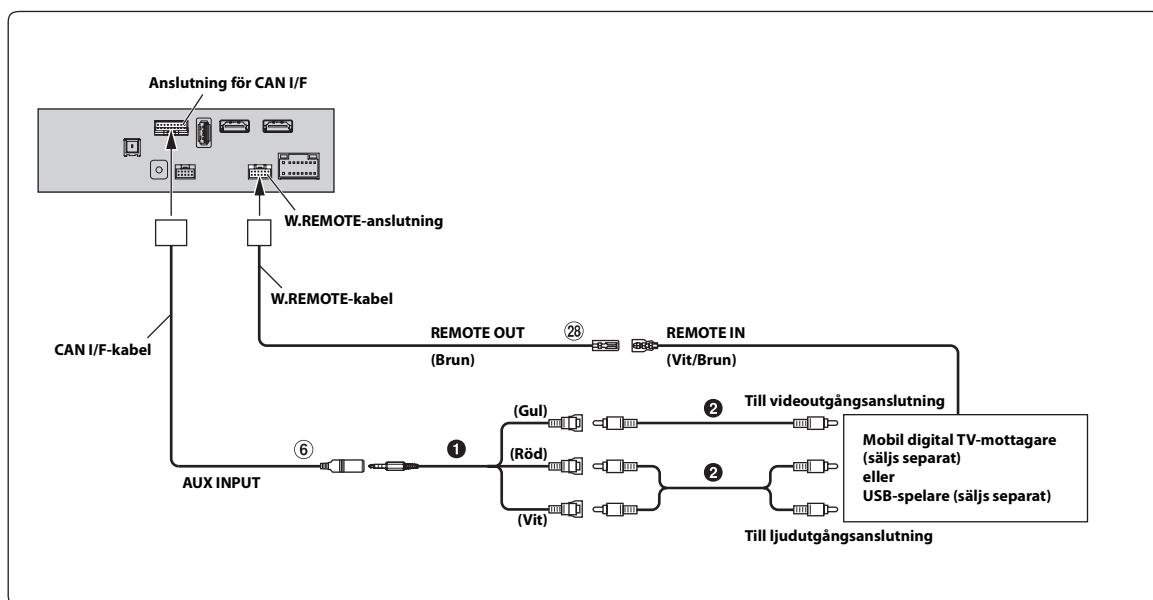 Anslutning för CAN I/F
W.REMOTE-anslutning
W.REMOTE-kabel
CAN I/F-kabel
REMOTE OUT
(Brun)
㉘
REMOTE IN
(Vit/Brun)
⑥
AUX INPUT
❶
(Gul)
(Röd)
(Vit)
❷
❷
Till videoutgångsanslutning
Mobil digital TV-mottagare
(säljs separat)
eller
USB-spelare (säljs separat)
Till ljudutgångsanslutning